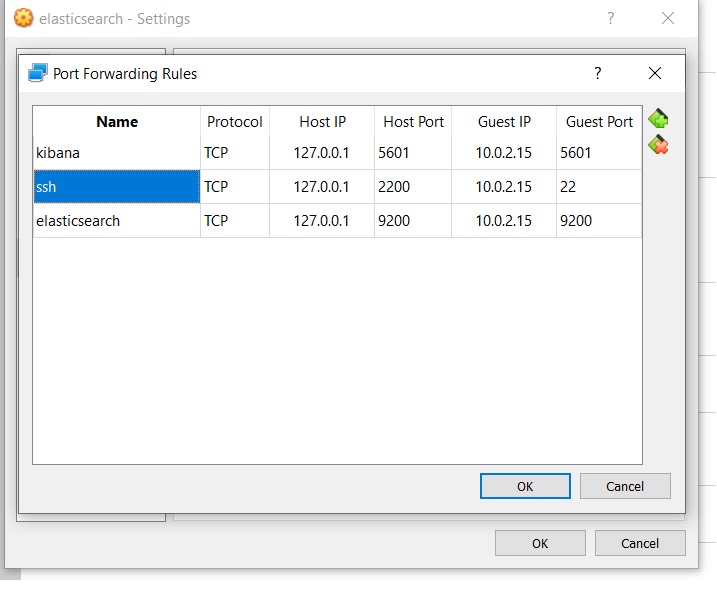 elasticsearch - Settings ?
Port Forwarding Rules ?
Name Protocol Host IP Host Port Guest IP Guest Port
kibana TCP 127.0.0.1 5601 10.0.2.15 5601
ssh TCP 127.0.0.1 2200 10.0.2.15 22
elasticsearch TCP 127.0.0.1 9200 10.0.2.15 9200
OK Cancel
OK Cancel